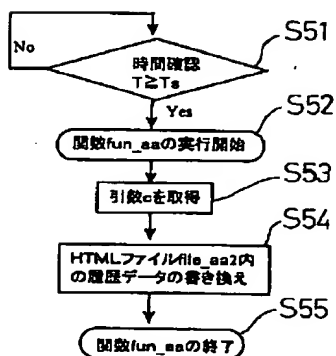 No
S51
時間確認
T≧Ts
Yes
S52
関数fun_aaの実行開始
S53
引数cを取得
S54
HTMLファイルfile_aa2内
の履歴データの書き換え
S55
関数fun_aaの終了